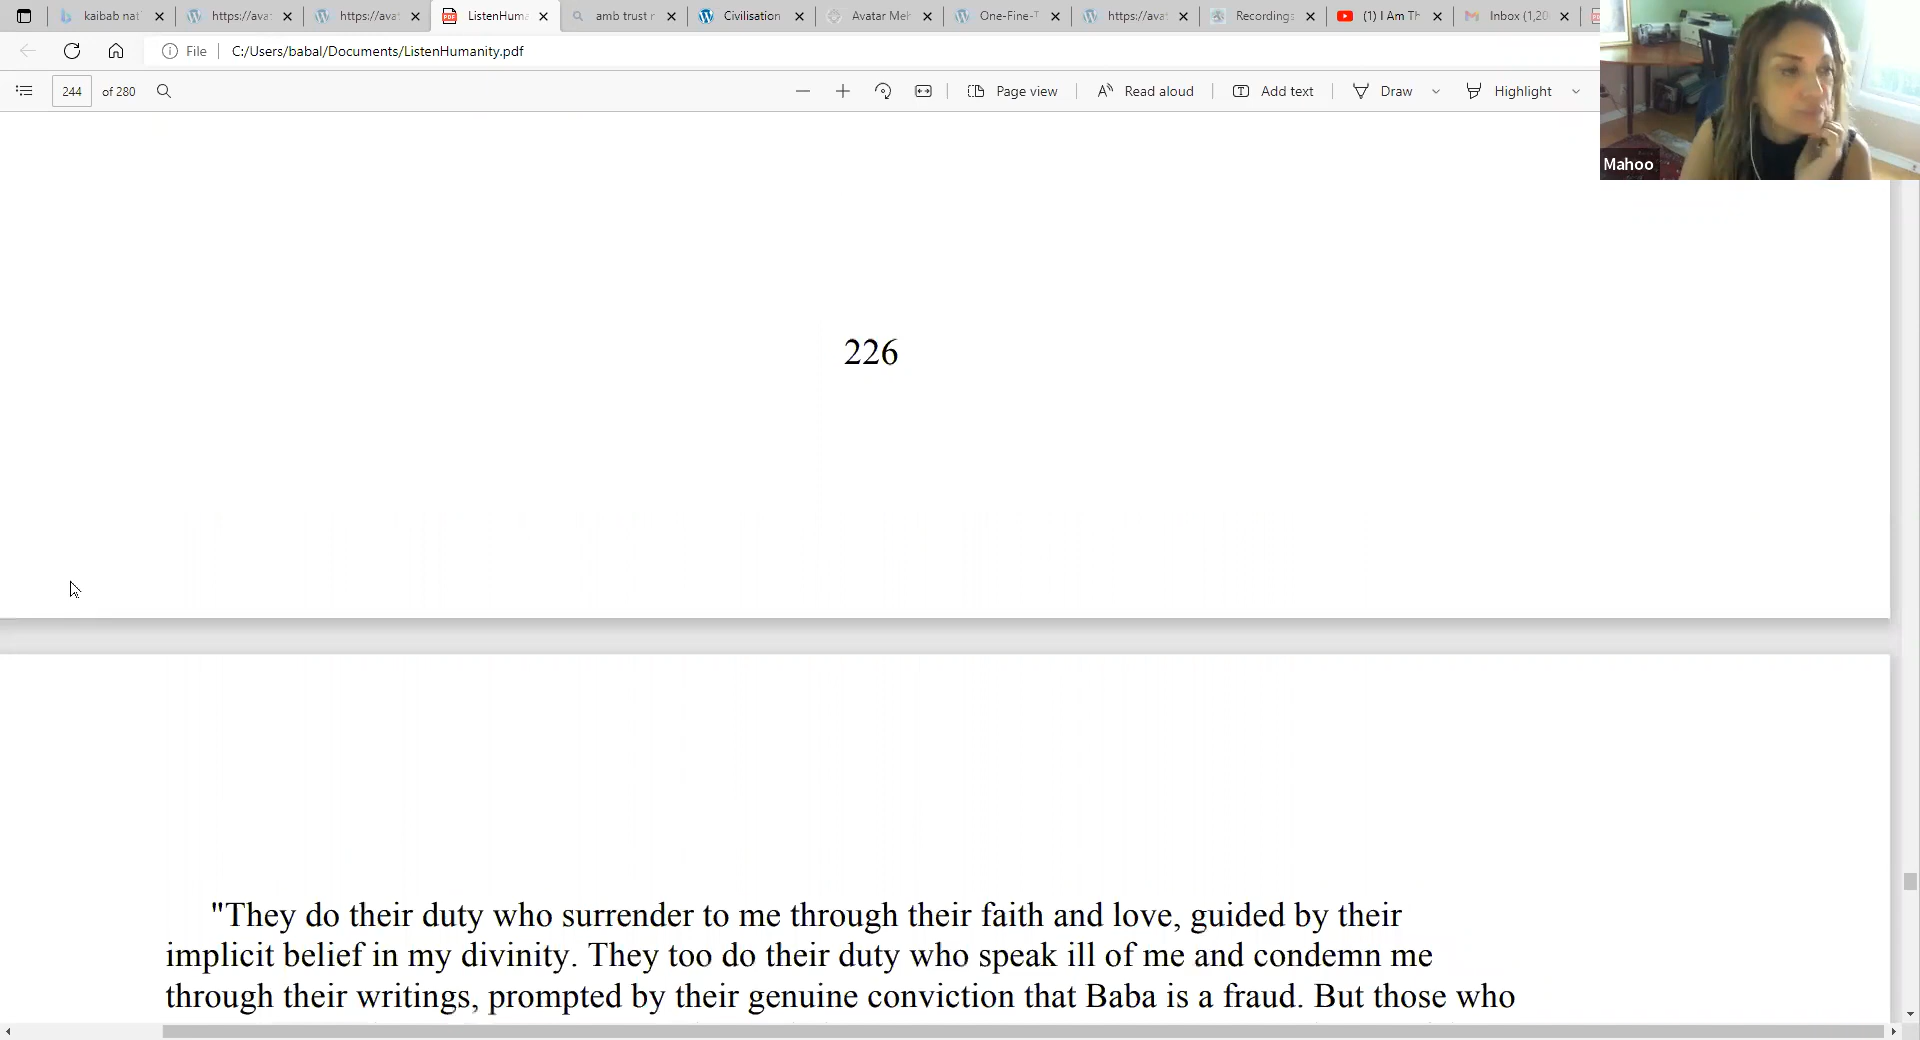 kaibab nat
https://ava
https://ava
ListenHuma
amb trust r
Civilisation
Avatar Meh
One-Fine-T
https://ava
Recordings
(1) I Am Th
Inbox (1,20
File C:/Users/babal/Documents/ListenHumanity.pdf
244 of 280 Page view Read aloud Add text Draw Highlight
Mahoo
226
"They do their duty who surrender to me through their faith and love, guided by their
implicit belief in my divinity. They too do their duty who speak ill of me and condemn me
through their writings, prompted by their genuine conviction that Baba is a fraud. But those who